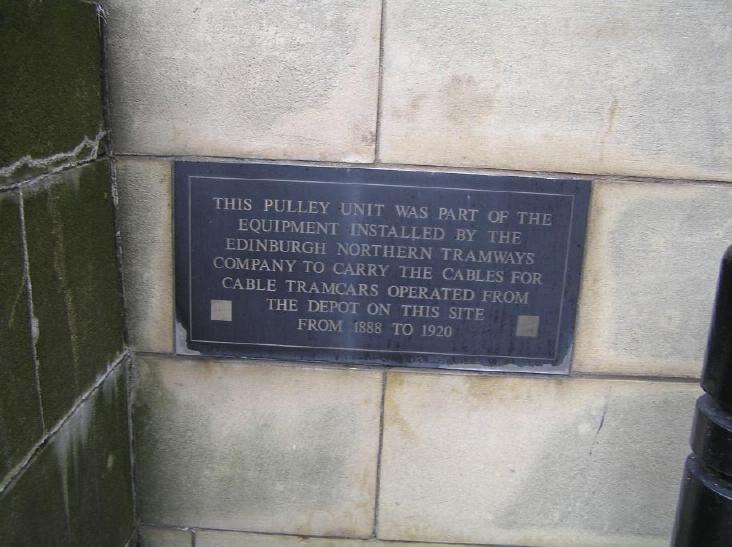 THIS PULLEY UNIT WAS PART OF THE
EQUIPMENT INSTALLED BY THE
EDINBURGH NORTHERN TRAMWAYS
COMPANY TO CARRY THE CABLES FOR
CABLE TRAMCARS OPERATED FROM
THE DEPOT ON THIS SITE
FROM 1888 TO 1920